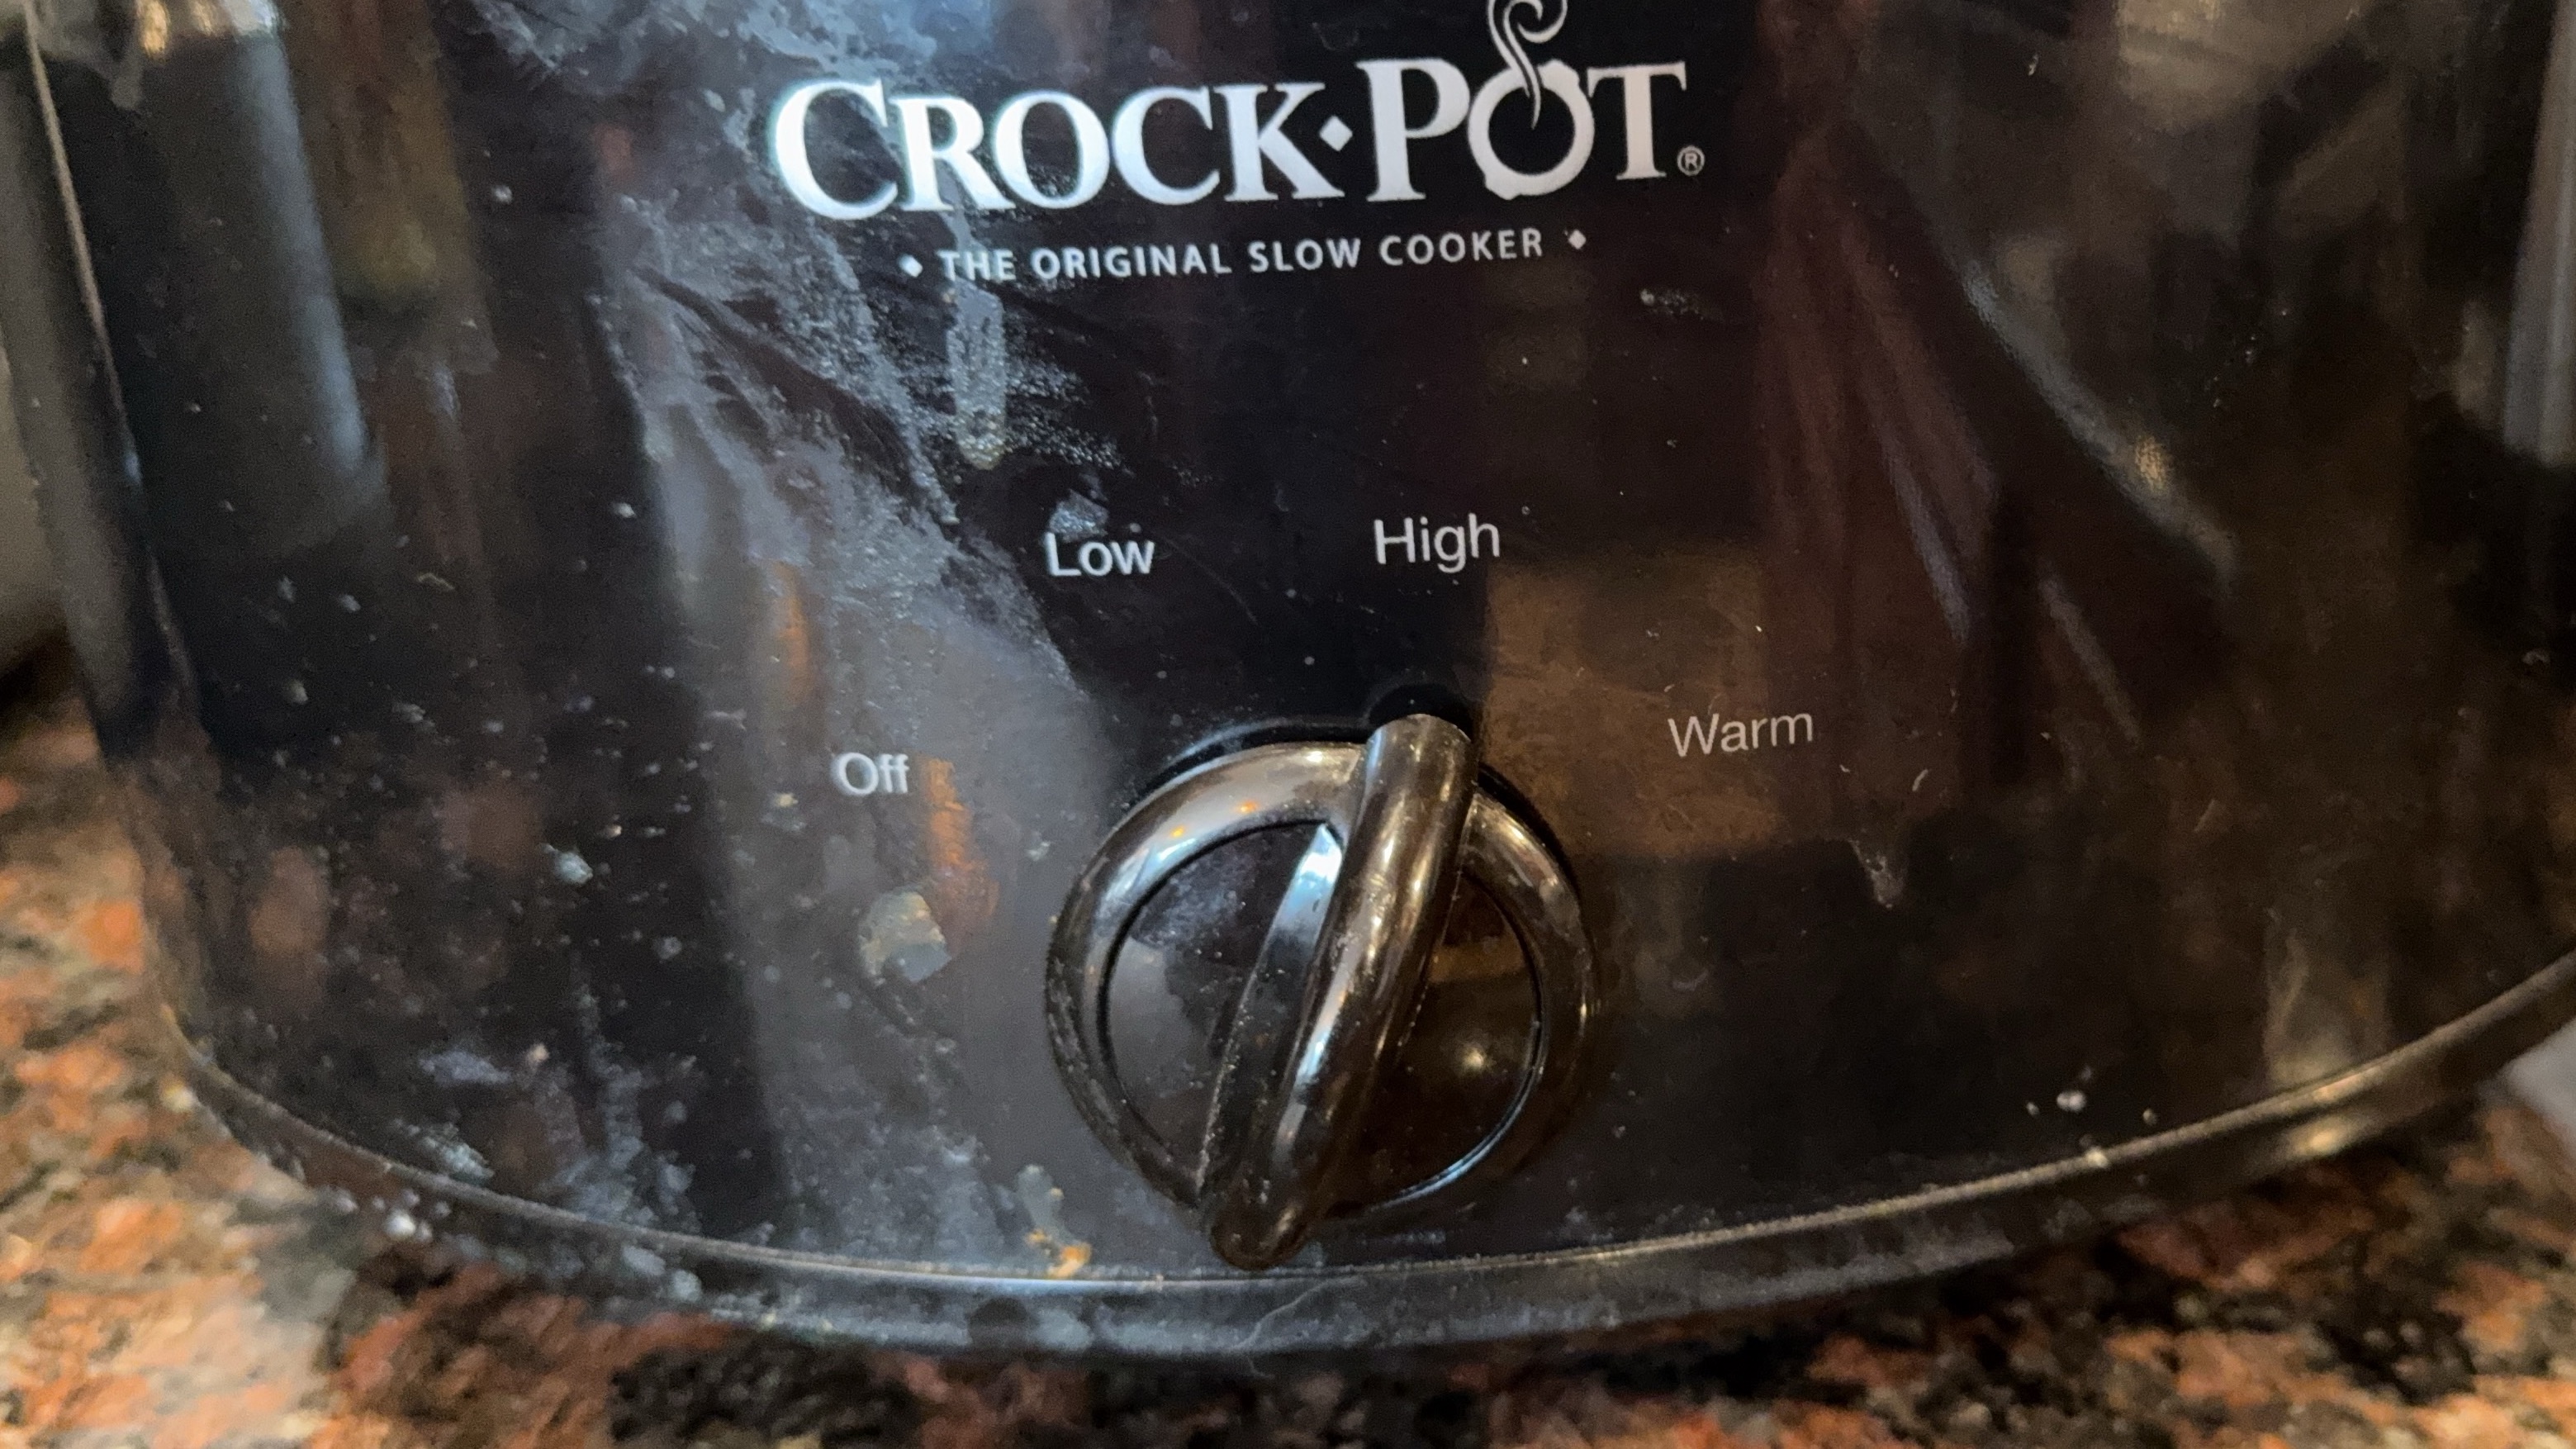 CROCK•POT®
• THE ORIGINAL SLOW COOKER •
Low High
Off Warm